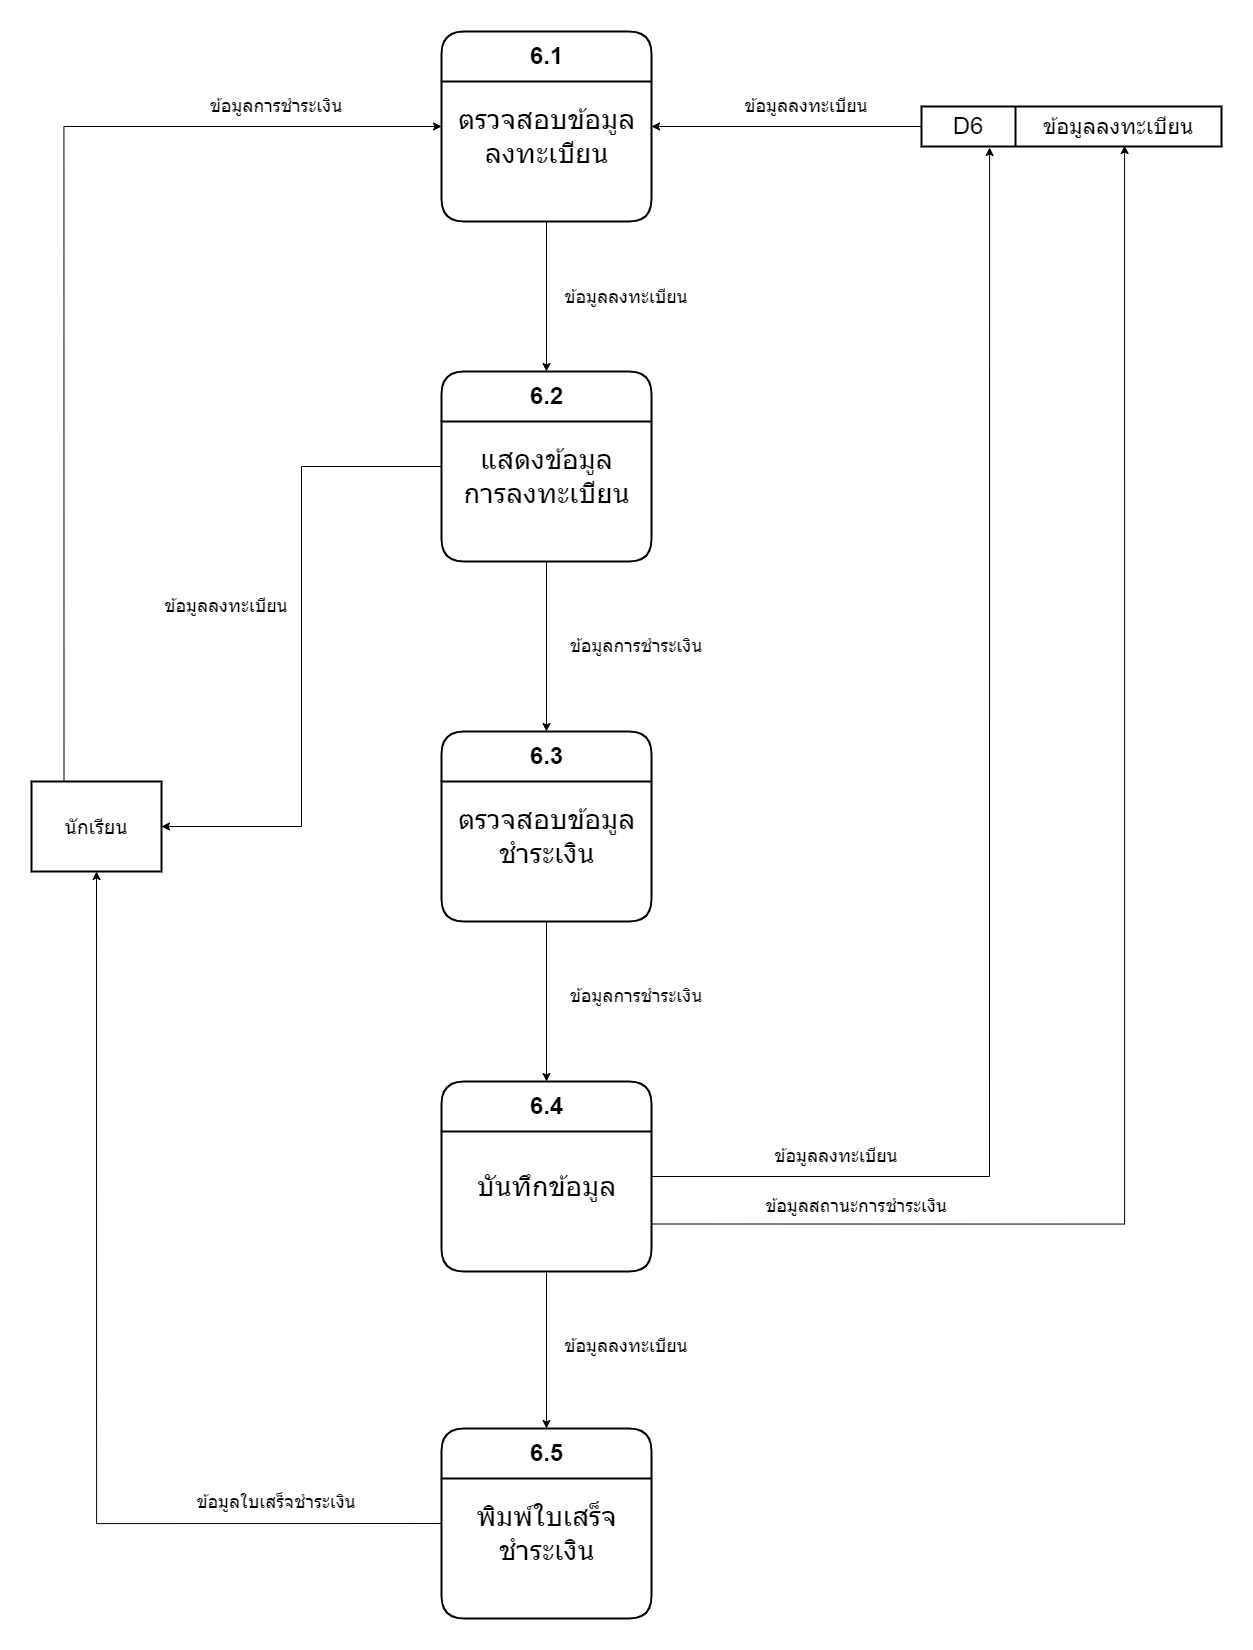 6.1
ข้อมูลการชำระเงิน
ข้อมูลลงทะเบียน
ตรวจสอบข้อมูล
ลงทะเบียน
D6
ข้อมูลลงทะเบียน
ข้อมูลลงทะเบียน
6.2
แสดงข้อมูล
การลงทะเบียน
ข้อมูลลงทะเบียน
ข้อมูลการชำระเงิน
6.3
ตรวจสอบข้อมูล
ชำระเงิน
นักเรียน
ข้อมูลการชำระเงิน
6.4
บันทึกข้อมูล
ข้อมูลลงทะเบียน
ข้อมูลสถานะการชำระเงิน
ข้อมูลลงทะเบียน
6.5
ข้อมูลใบเสร็จชำระเงิน
พิมพ์ใบเสร็จ
ชำระเงิน